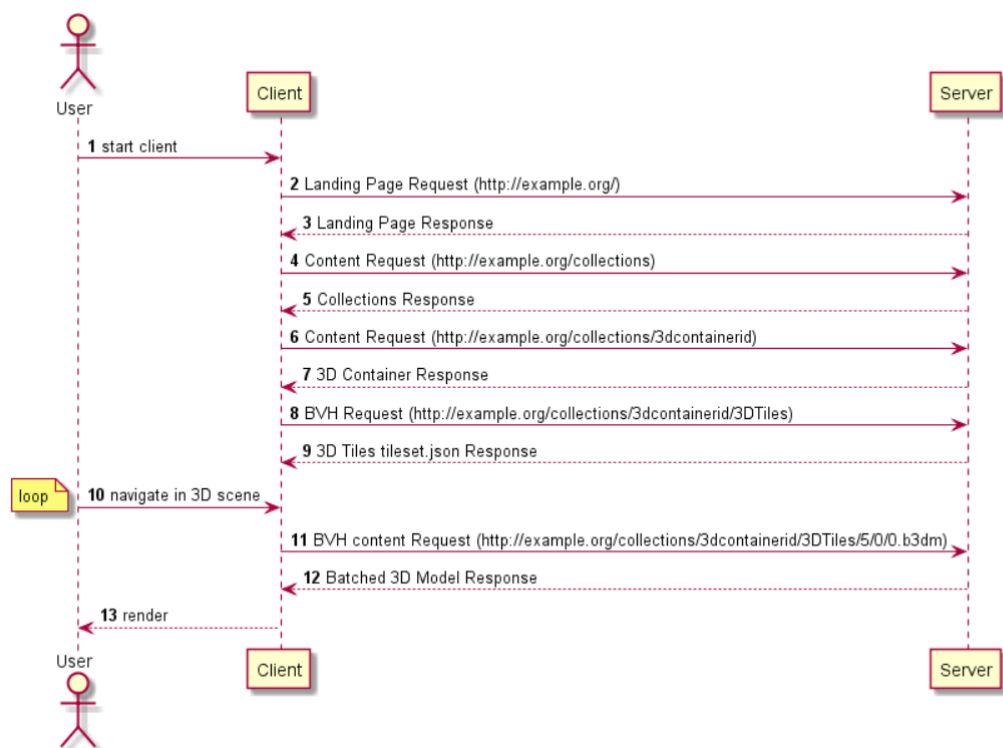 User
Client
Server
1 start client
2 Landing Page Request (http://example.org/)
3 Landing Page Response
4 Content Request (http://example.org/collections)
5 Collections Response
6 Content Request (http://example.org/collections/3dcontainerid)
7 3D Container Response
8 BVH Request (http://example.org/collections/3dcontainerid/3DTiles)
9 3D Tiles tileset.json Response
loop
10 navigate in 3D scene
11 BVH content Request (http://example.org/collections/3dcontainerid/3DTiles/5/0/0.b3dm)
12 Batched 3D Model Response
13 render
User
Client
Server